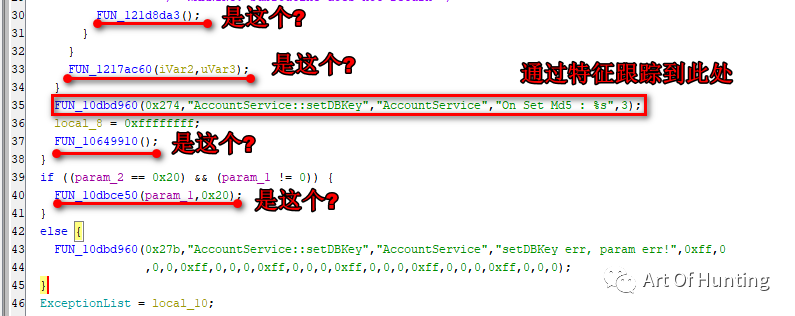 30 FUN_121d8da3(); 是这个?
31 }
32 }
33 FUN_1217ac60(iVar2,uVar3); 是这个?
34 } 通过特征跟踪到此处
35 FUN_10dbd960(0x274,"AccountService::setDBKey","AccountService","On Set Md5 : %s",3);
36 local_8 = 0xffffffff;
37 FUN_10649910(); 是这个?
38 }
39 if ((param_2 == 0x20) && (param_1 != 0)) {
40 FUN_10dbce50(param_1,0x20); 是这个?
41 }
42 else {
43 FUN_10dbd960(0x27b,"AccountService::setDBKey","AccountService","setDBKey err, param err!",0xff,0
44 ,0,0,0xff,0,0,0,0xff,0,0,0,0xff,0,0,0,0xff,0,0,0,0xff,0,0,0);
45 }
46 ExceptionList = local_10;
Art Of Hunting